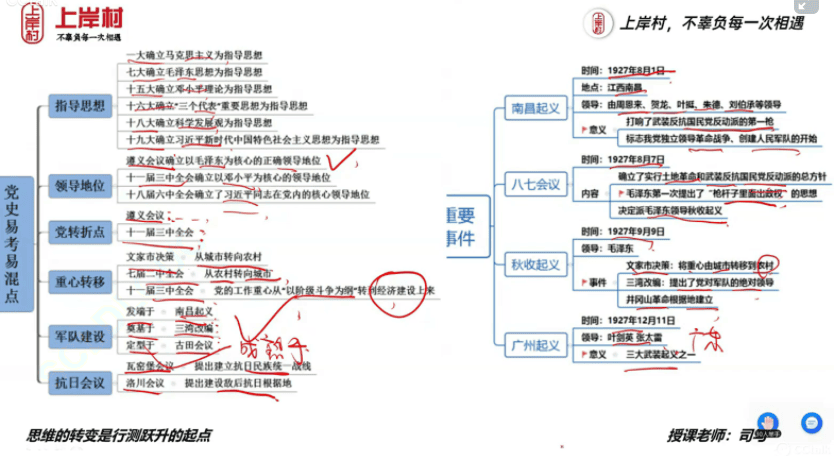 上岸村
上岸村
不辜负每一次相遇
上岸村，不辜负每一次相遇
党史易考易混点
指导思想
一大确立马克思主义为指导思想
七大确立毛泽东思想为指导思想
十五大确立邓小平理论为指导思想
十六大确立“三个代表”重要思想为指导思想
十八大确立科学发展观为指导思想
十九大确立习近平新时代中国特色社会主义思想为指导思想
领导地位
遵义会议确立以毛泽东为核心的正确领导地位
十一届三中全会确立以邓小平为核心的领导地位
十八届六中全会确立了习近平同志在党内的核心领导地位
党转折点
遵义会议
十一届三中全会
重心转移
文家市决策 从城市转向农村
七届二中全会 从农村转向城市
十一届三中全会 党的工作重心从“以阶级斗争为纲”转到经济建设上来
军队建设
发端于 南昌起义
奠基于 三湾改编
定型于 古田会议
抗日会议
瓦窑堡会议 提出建立抗日民族统一战线
洛川会议 提出建设敌后抗日根据地
重要
事件
南昌起义
时间：1927年8月1日
地点：江西南昌
领导：由周恩来、贺龙、叶挺、朱德、刘伯承等领导
意义
打响了武装反抗国民党反动派的第一枪
标志我党独立领导革命战争、创建人民军队的开始
八七会议
时间：1927年8月7日
内容
确立了实行土地革命和武装反抗国民党反动派的总方针
毛泽东第一次提出了“枪杆子里面出政权”的思想
决定派毛泽东领导秋收起义
秋收起义
时间：1927年9月9日
领导：毛泽东
事件
文家市决策：将重心由城市转移到农村
三湾改编：提出了党对军队的绝对领导
井冈山革命根据地建立
广州起义
时间：1927年12月11日
领导：叶剑英 张太雷
意义 三大武装起义之一
思维的转变是行测跃升的起点